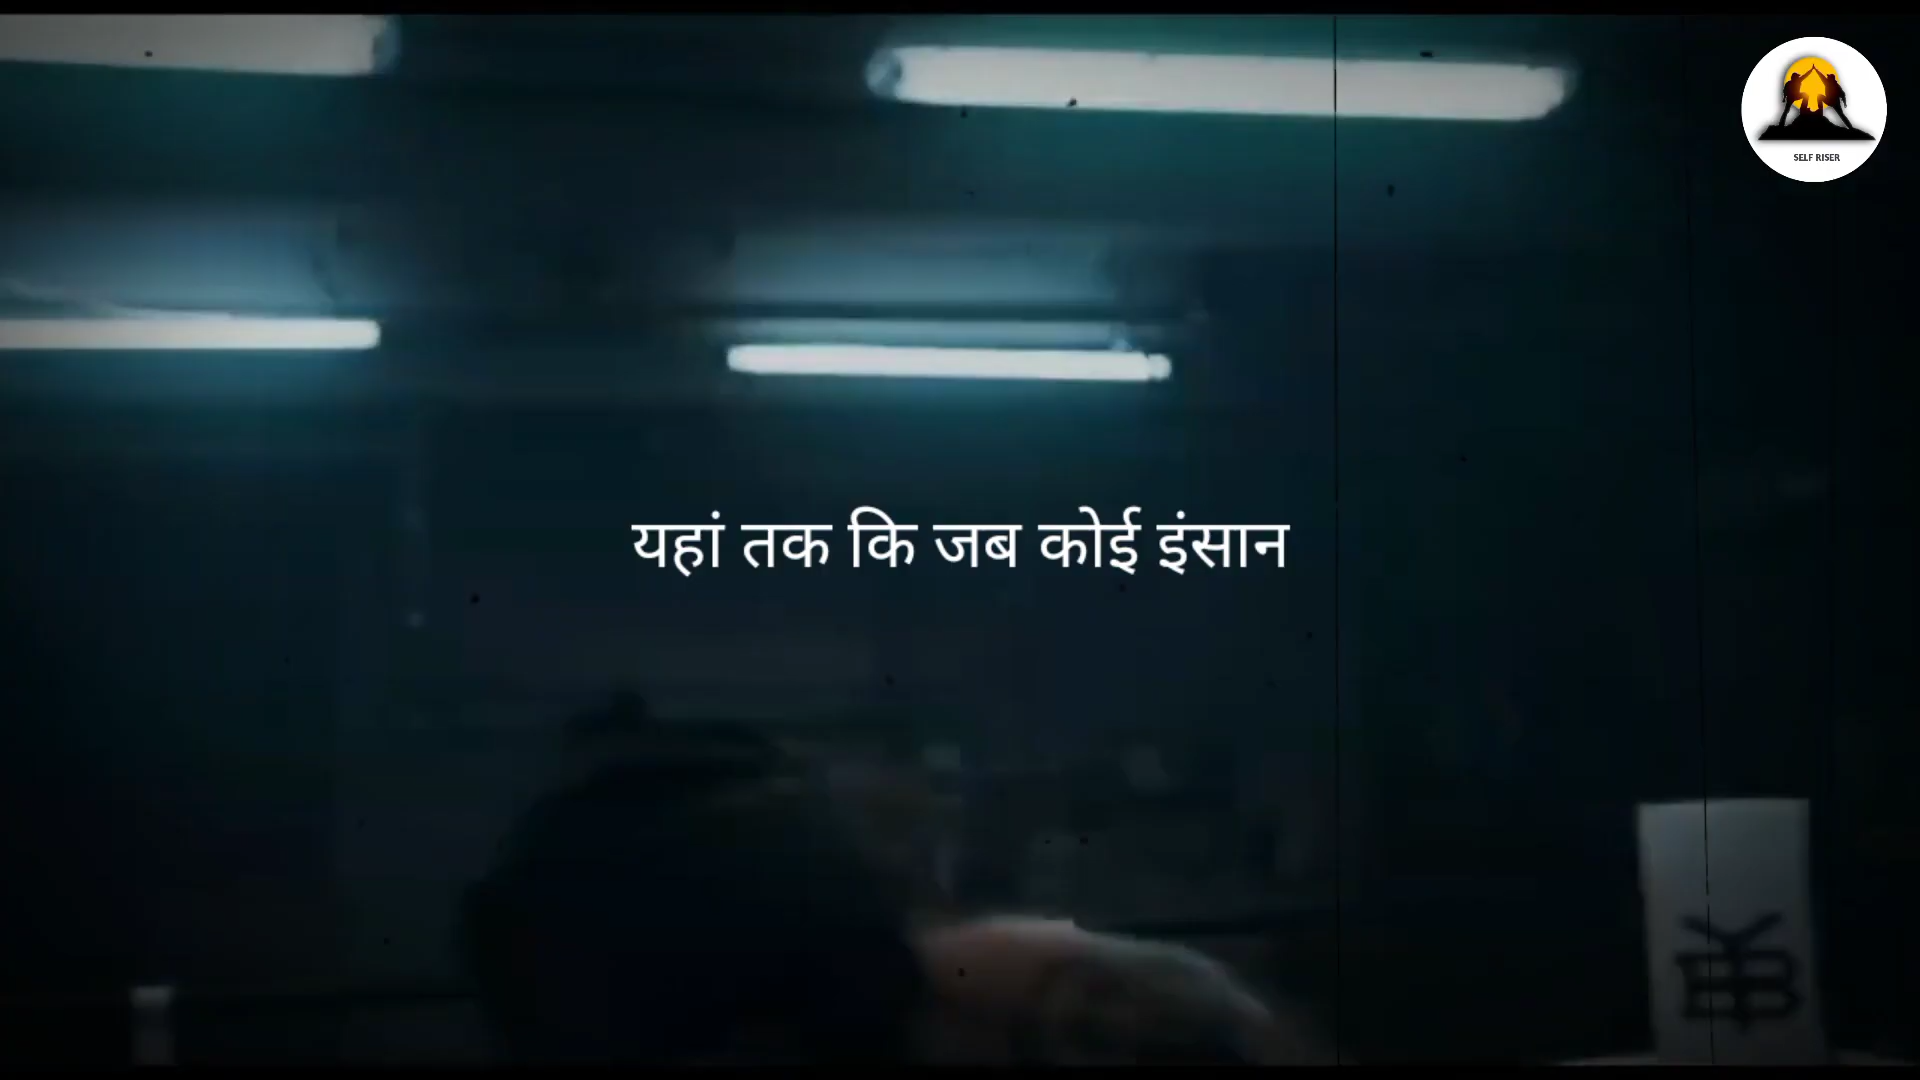 SELF RISER
यहां तक कि जब कोई इंसान